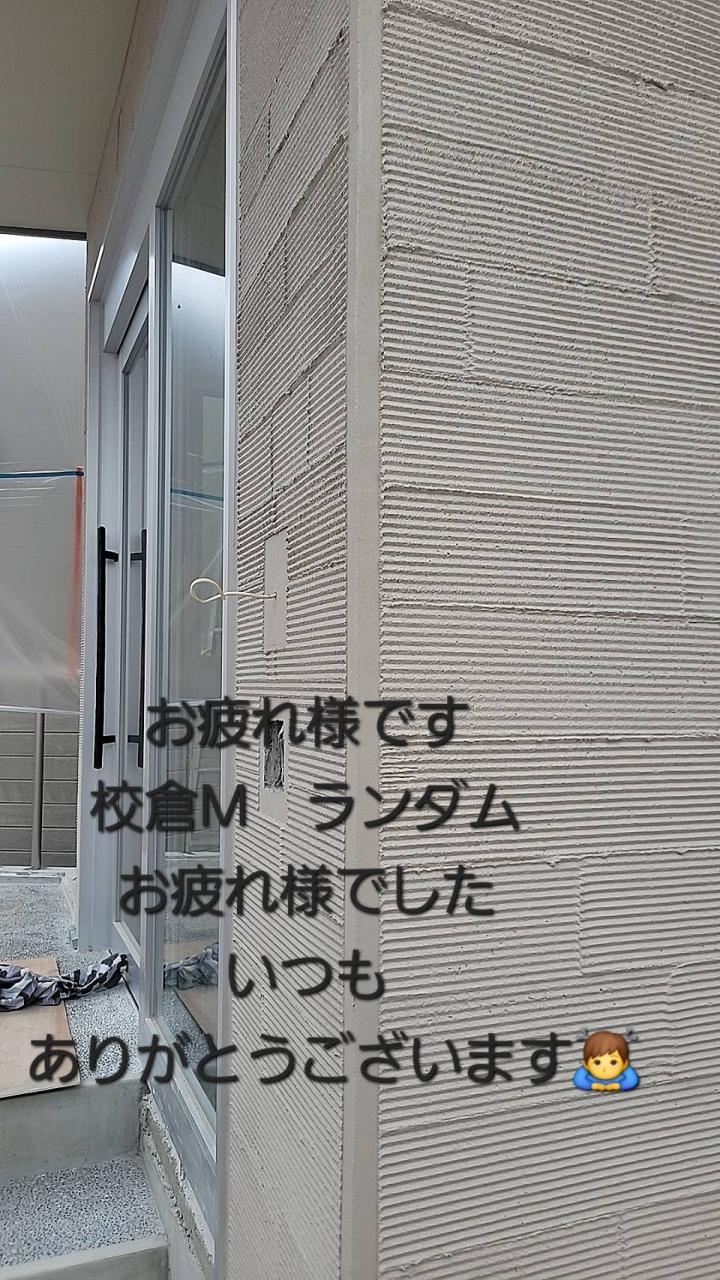 お疲れ様です
校倉M　ランダム
お疲れ様でした
いつも
ありがとうございます🙇